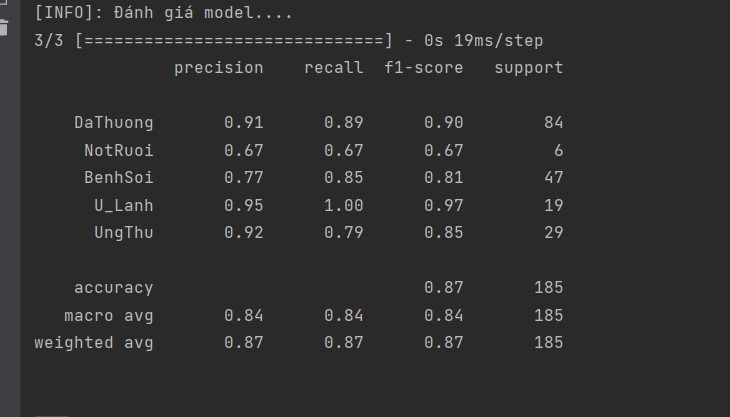 [INFO]: Đánh giá model....
3/3 [==============================] - 0s 19ms/step
precision recall f1-score support
DaThuong 0.91 0.89 0.90 84
NotRuoi 0.67 0.67 0.67 6
BenhSoi 0.77 0.85 0.81 47
U_Lanh 0.95 1.00 0.97 19
UngThu 0.92 0.79 0.85 29
accuracy 0.87 185
macro avg 0.84 0.84 0.84 185
weighted avg 0.87 0.87 0.87 185